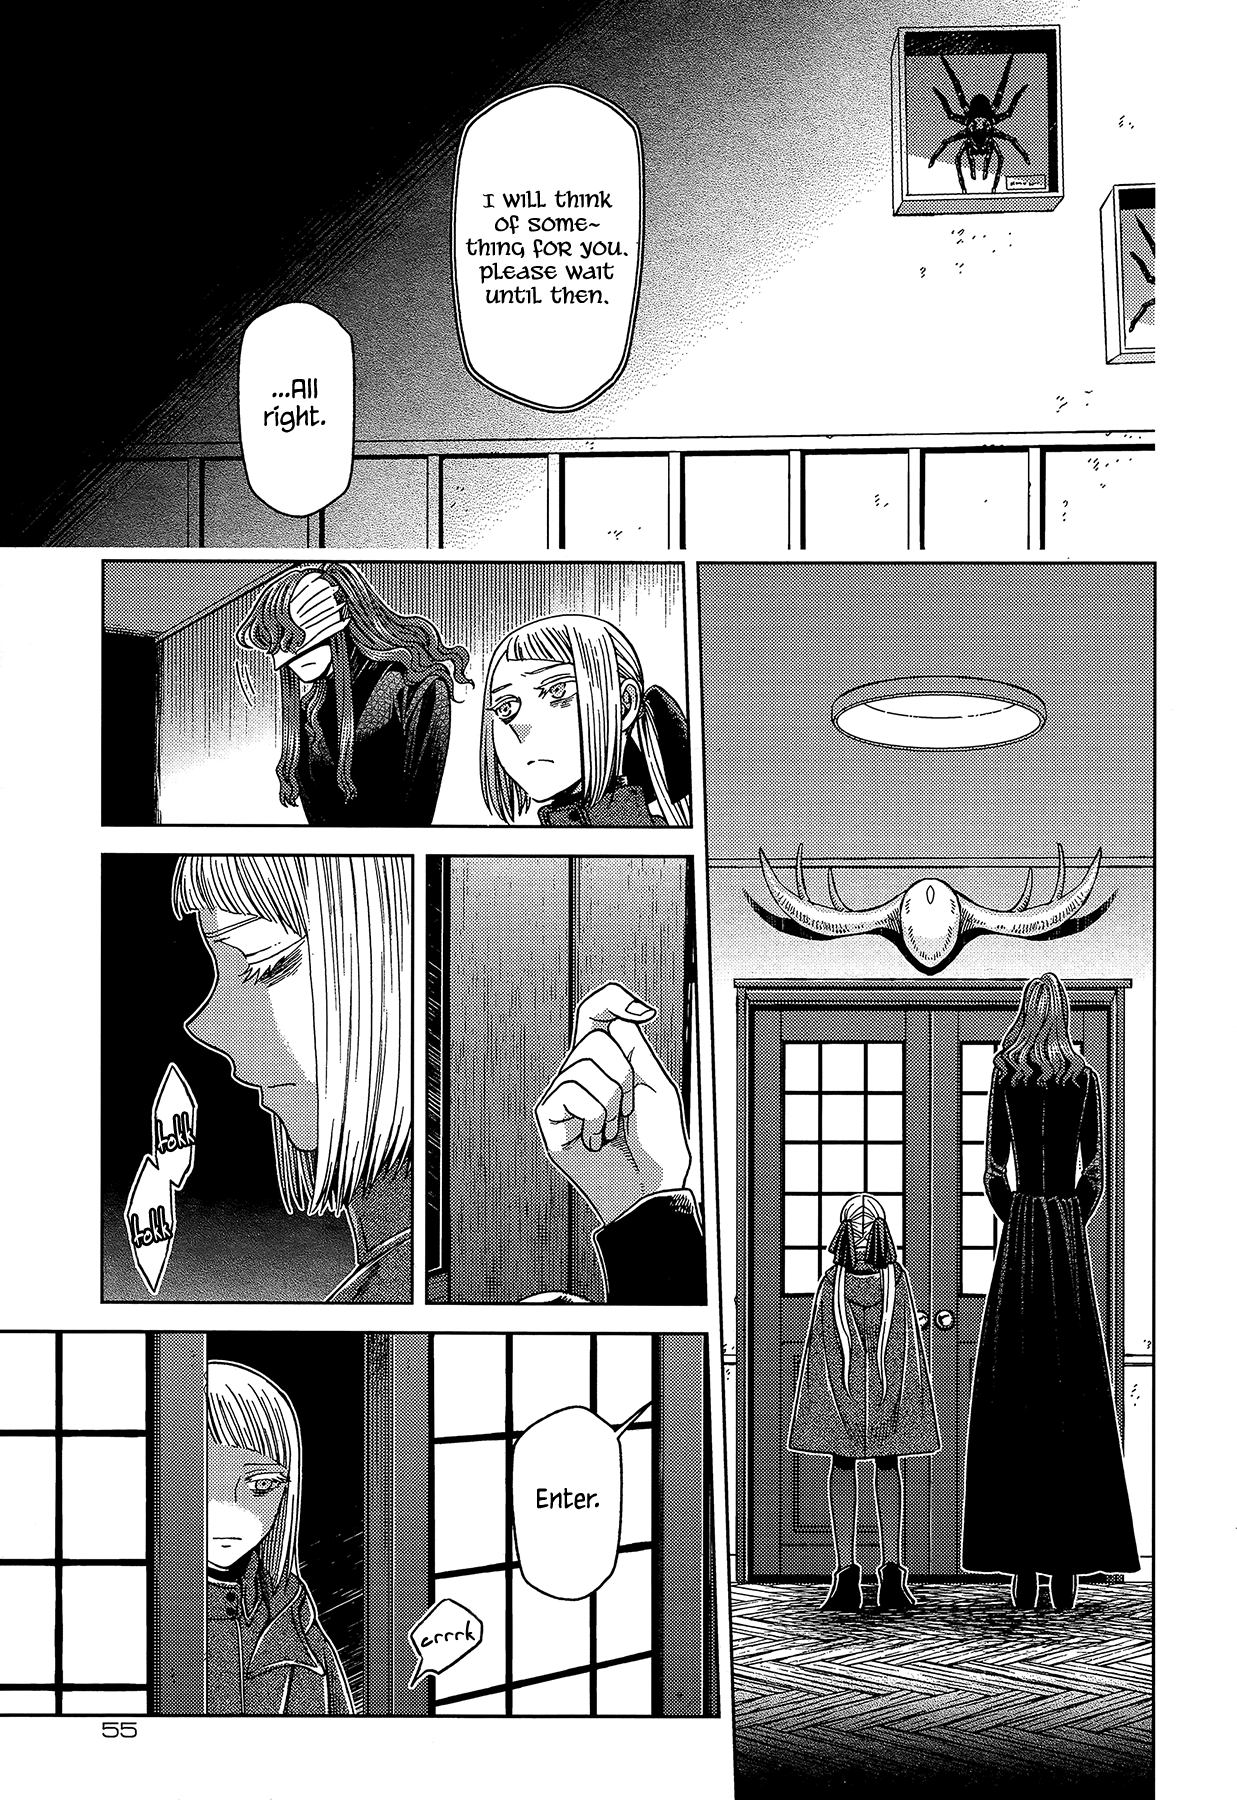 I will think
of some~
thing for you.
please wait
until then.
...All
right.
tokk
tokk
Enter.
crrrk
55